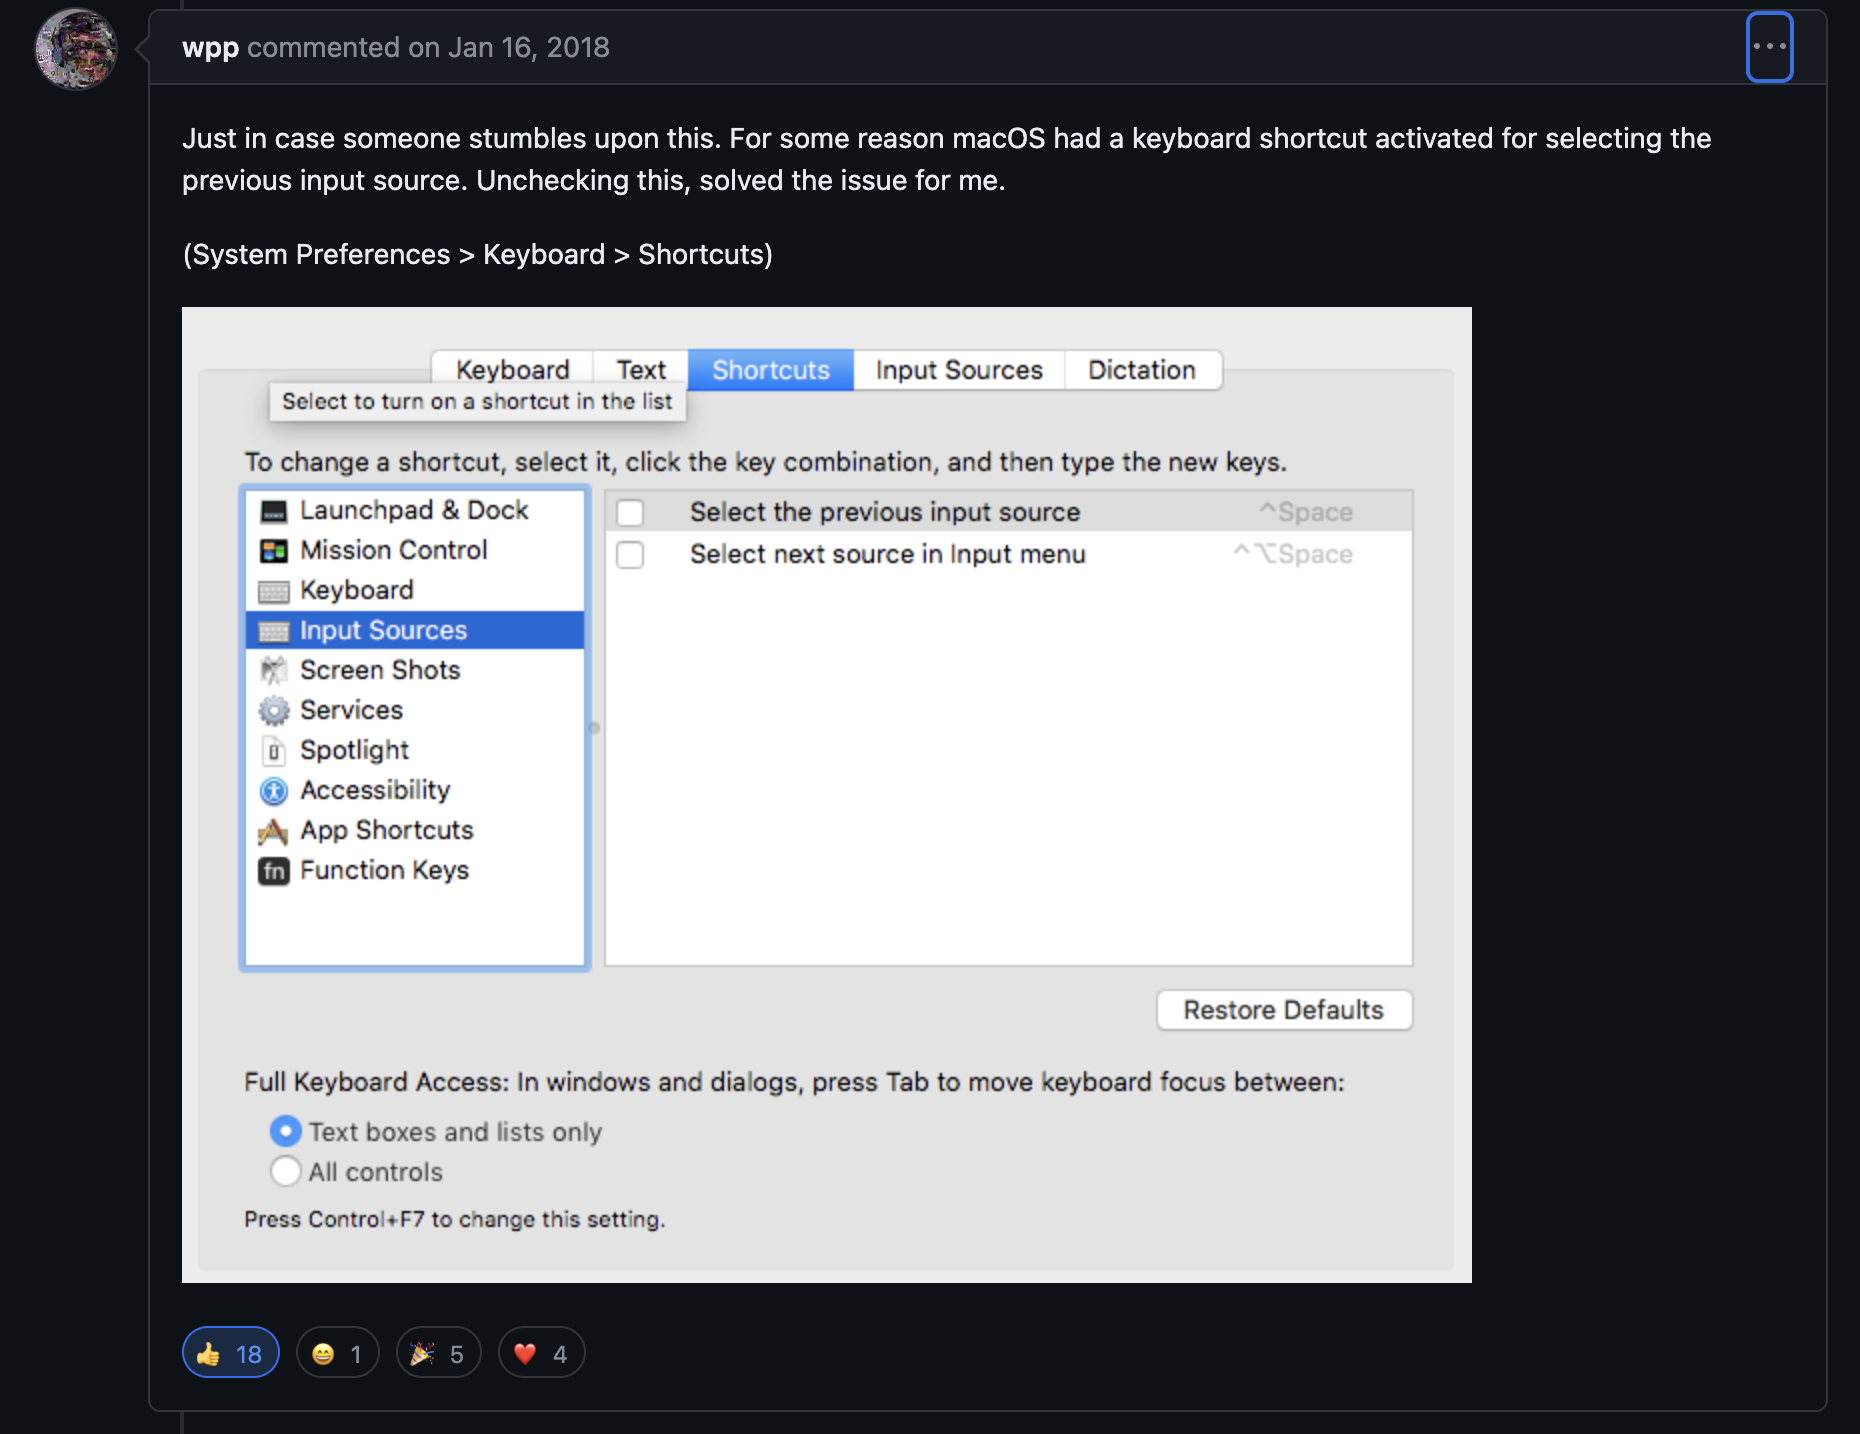 wpp commented on Jan 16, 2018
Just in case someone stumbles upon this. For some reason macOS had a keyboard shortcut activated for selecting the
previous input source. Unchecking this, solved the issue for me.
(System Preferences > Keyboard > Shortcuts)
Keyboard Text Shortcuts Input Sources Dictation
Select to turn on a shortcut in the list
To change a shortcut, select it, click the key combination, and then type the new keys.
Launchpad & Dock
Mission Control
Keyboard
Input Sources
Screen Shots
Services
Spotlight
Accessibility
App Shortcuts
fn Function Keys
Select the previous input source ^Space
Select next source in Input menu ^⌥Space
Restore Defaults
Full Keyboard Access: In windows and dialogs, press Tab to move keyboard focus between:
Text boxes and lists only
All controls
Press Control+F7 to change this setting.
👍 18 😄 1 🎉 5 ❤️ 4